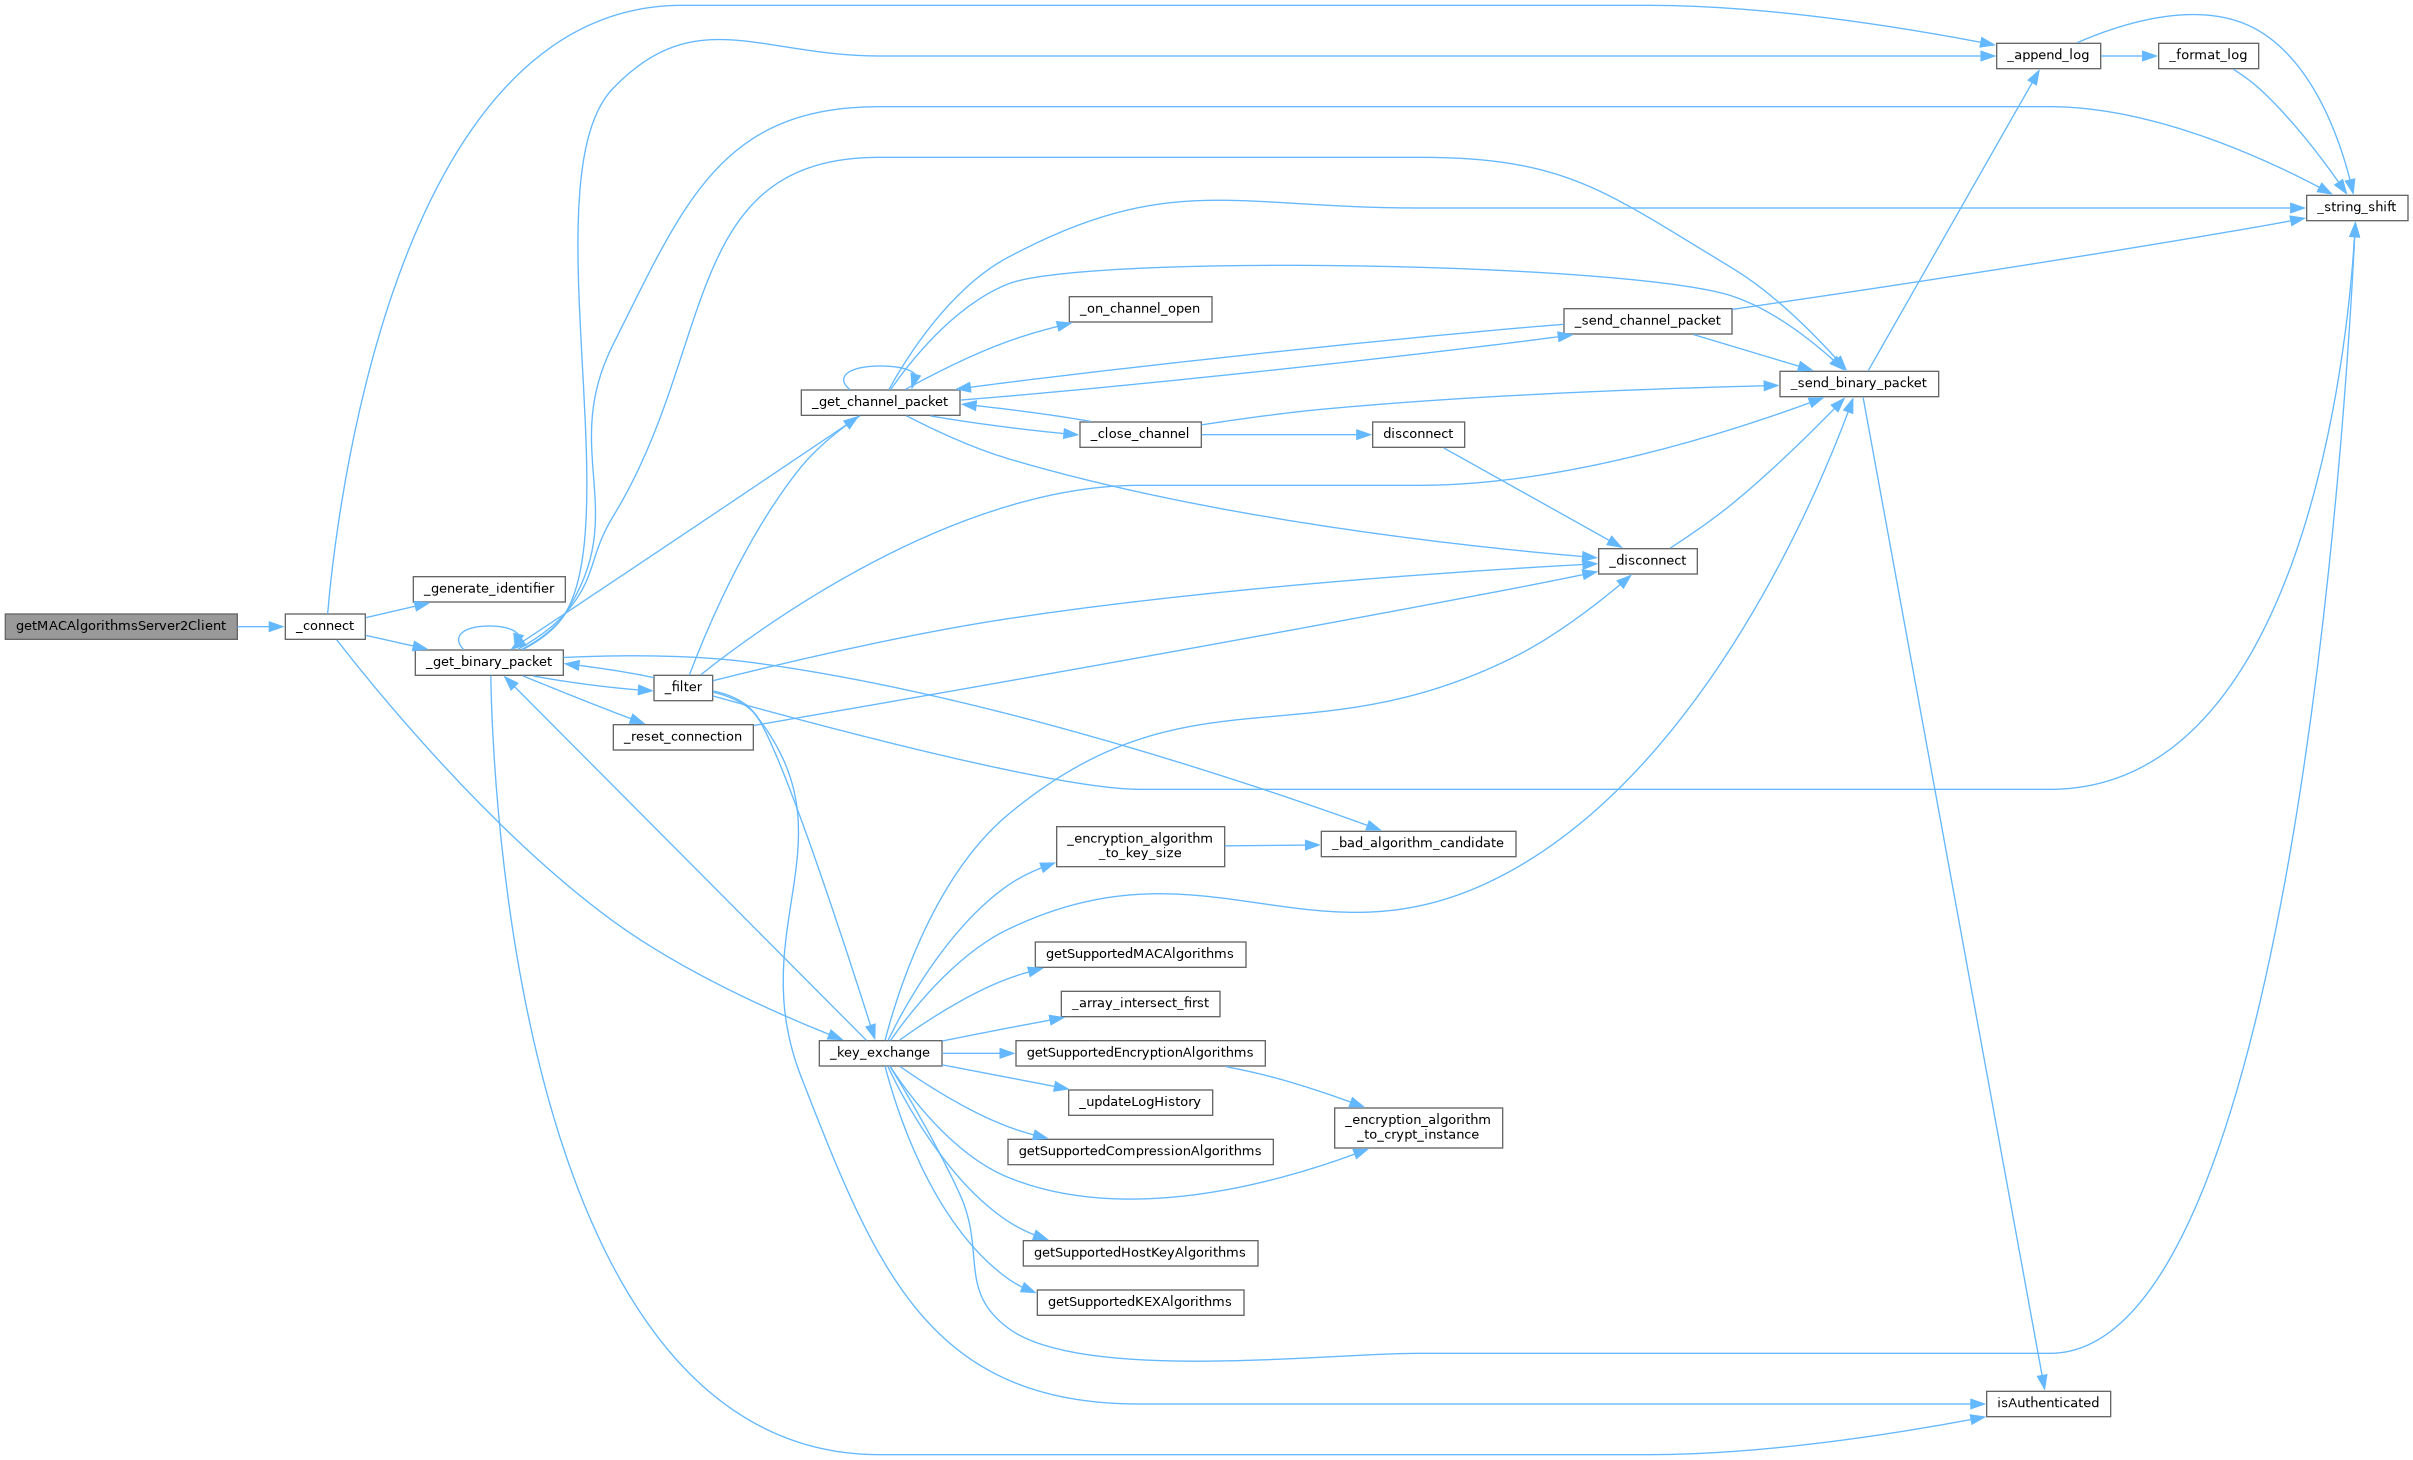 _append_log
_format_log
_string_shift
_on_channel_open
_send_channel_packet
_send_binary_packet
_get_channel_packet
_close_channel
disconnect
_disconnect
_generate_identifier
getMACAlgorithmsServer2Client
_connect
_get_binary_packet
_filter
_reset_connection
_encryption_algorithm
_to_key_size
_bad_algorithm_candidate
getSupportedMACAlgorithms
_array_intersect_first
_key_exchange
getSupportedEncryptionAlgorithms
_updateLogHistory
_encryption_algorithm
_to_crypt_instance
getSupportedCompressionAlgorithms
getSupportedHostKeyAlgorithms
getSupportedKEXAlgorithms
isAuthenticated